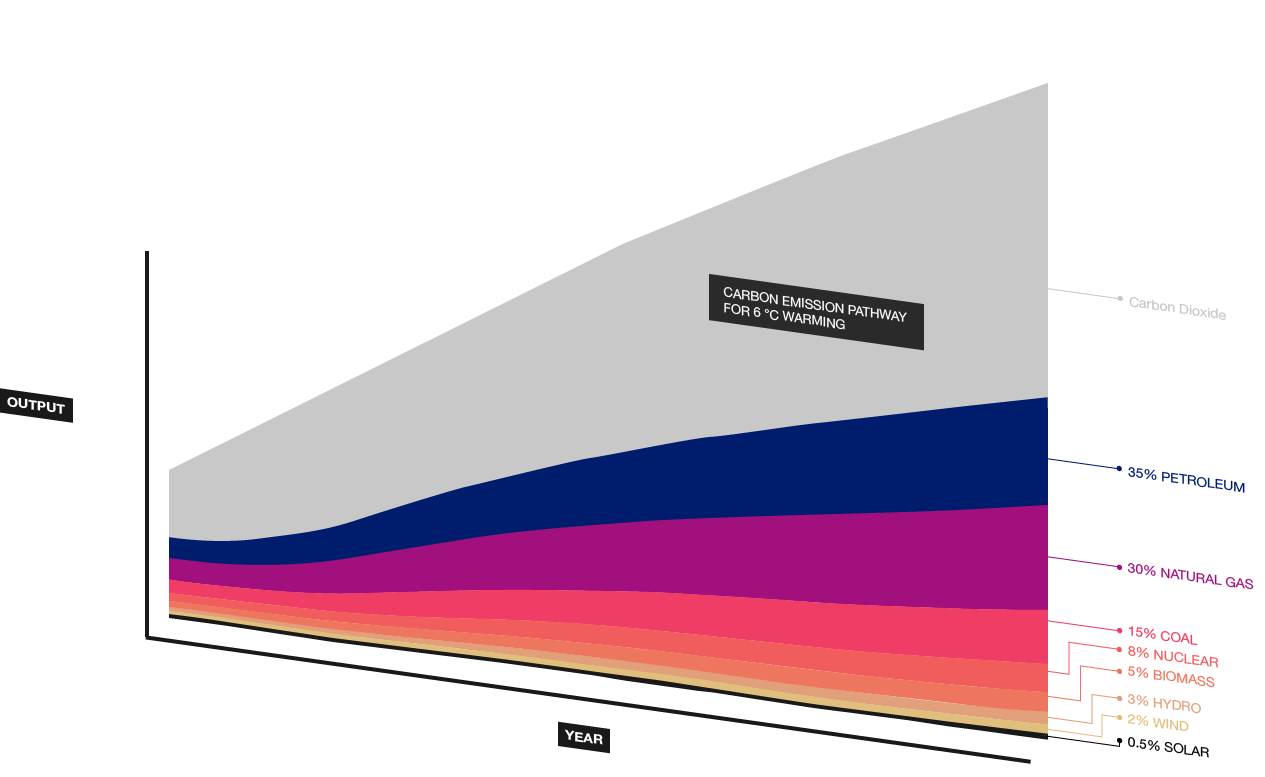 CARBON EMISSION PATHWAY
FOR 6 °C WARMING
Carbon Dioxide
OUTPUT
35% PETROLEUM
30% NATURAL GAS
15% COAL
8% NUCLEAR
5% BIOMASS
3% HYDRO
2% WIND
0.5% SOLAR
YEAR